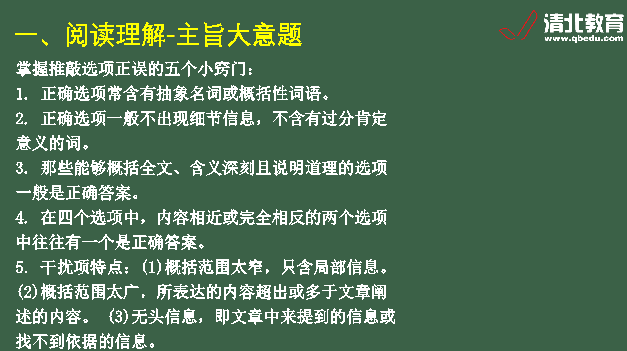 一、阅读理解-主旨大意题
清北教育
www.qbedu.com
掌握推敲选项正误的五个小窍门：
1. 正确选项常含有抽象名词或概括性词语。
2. 正确选项一般不出现细节信息，不含有过分肯定
意义的词。
3. 那些能够概括全文、含义深刻且说明道理的选项
一般是正确答案。
4. 在四个选项中，内容相近或完全相反的两个选项
中往往有一个是正确答案。
5. 干扰项特点：(1)概括范围太窄，只含局部信息。
(2)概括范围太广．所表达的内容超出或多于文章阐
述的内容。 (3)无头信息，即文章中来提到的信息或
找不到依据的信息。